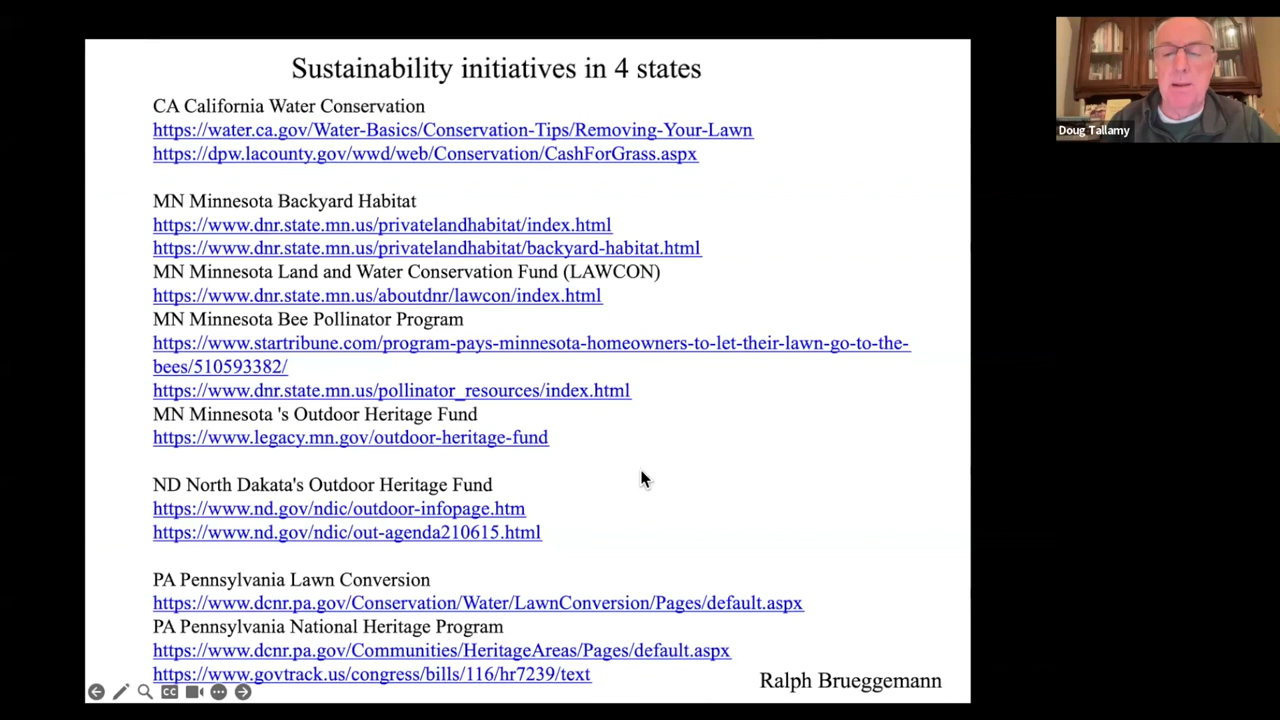 Sustainability initiatives in 4 states
CA California Water Conservation
https://water.ca.gov/Water-Basics/Conservation-Tips/Removing-Your-Lawn
https://dpw.lacounty.gov/wwd/web/Conservation/CashForGrass.aspx
MN Minnesota Backyard Habitat
https://www.dnr.state.mn.us/privatelandhabitat/index.html
https://www.dnr.state.mn.us/privatelandhabitat/backyard-habitat.html
MN Minnesota Land and Water Conservation Fund (LAWCON)
https://www.dnr.state.mn.us/aboutdnr/lawcon/index.html
MN Minnesota Bee Pollinator Program
https://www.startribune.com/program-pays-minnesota-homeowners-to-let-their-lawn-go-to-the-
bees/510593382/
https://www.dnr.state.mn.us/pollinator_resources/index.html
MN Minnesota 's Outdoor Heritage Fund
https://www.legacy.mn.gov/outdoor-heritage-fund
ND North Dakata's Outdoor Heritage Fund
https://www.nd.gov/ndic/outdoor-infopage.htm
https://www.nd.gov/ndic/out-agenda210615.html
PA Pennsylvania Lawn Conversion
https://www.dcnr.pa.gov/Conservation/Water/LawnConversion/Pages/default.aspx
PA Pennsylvania National Heritage Program
https://www.dcnr.pa.gov/Communities/HeritageAreas/Pages/default.aspx
https://www.govtrack.us/congress/bills/116/hr7239/text
Ralph Brueggemann
CC
Doug Tallamy